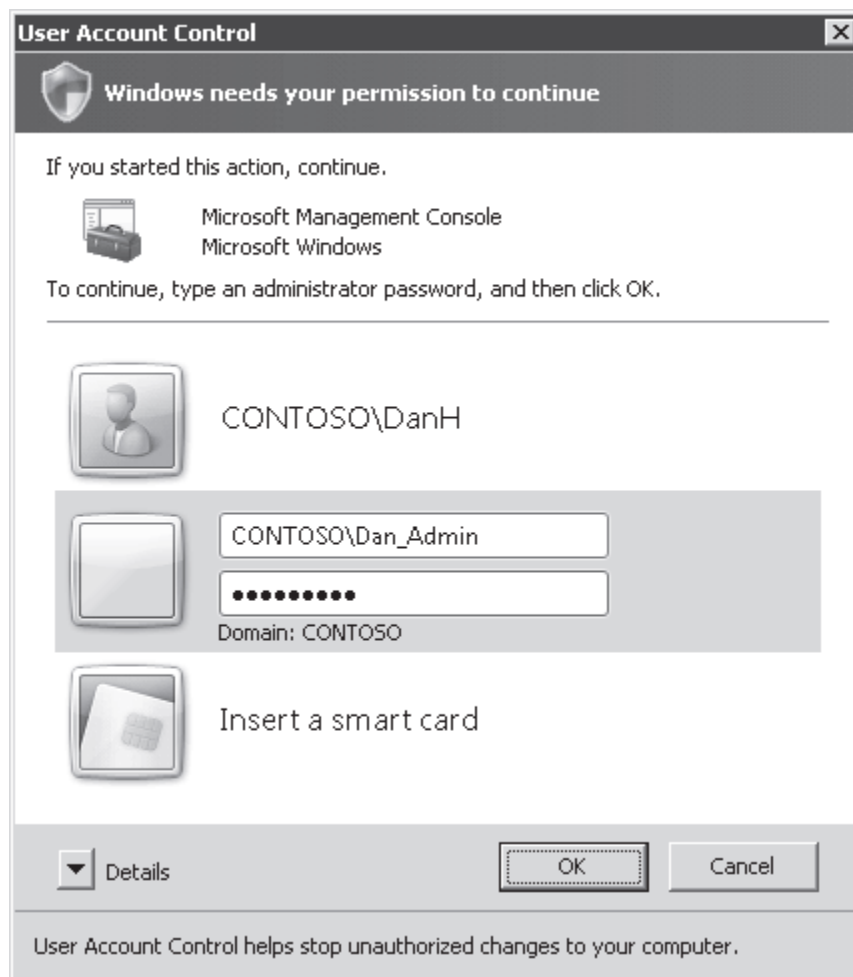 User Account Control
Windows needs your permission to continue
If you started this action, continue.
Microsoft Management Console
Microsoft Windows
To continue, type an administrator password, and then click OK.
CONTOSO\DanH
CONTOSO\Dan_Admin
●●●●●●●●●
Domain: CONTOSO
Insert a smart card
Details
OK
Cancel
User Account Control helps stop unauthorized changes to your computer.